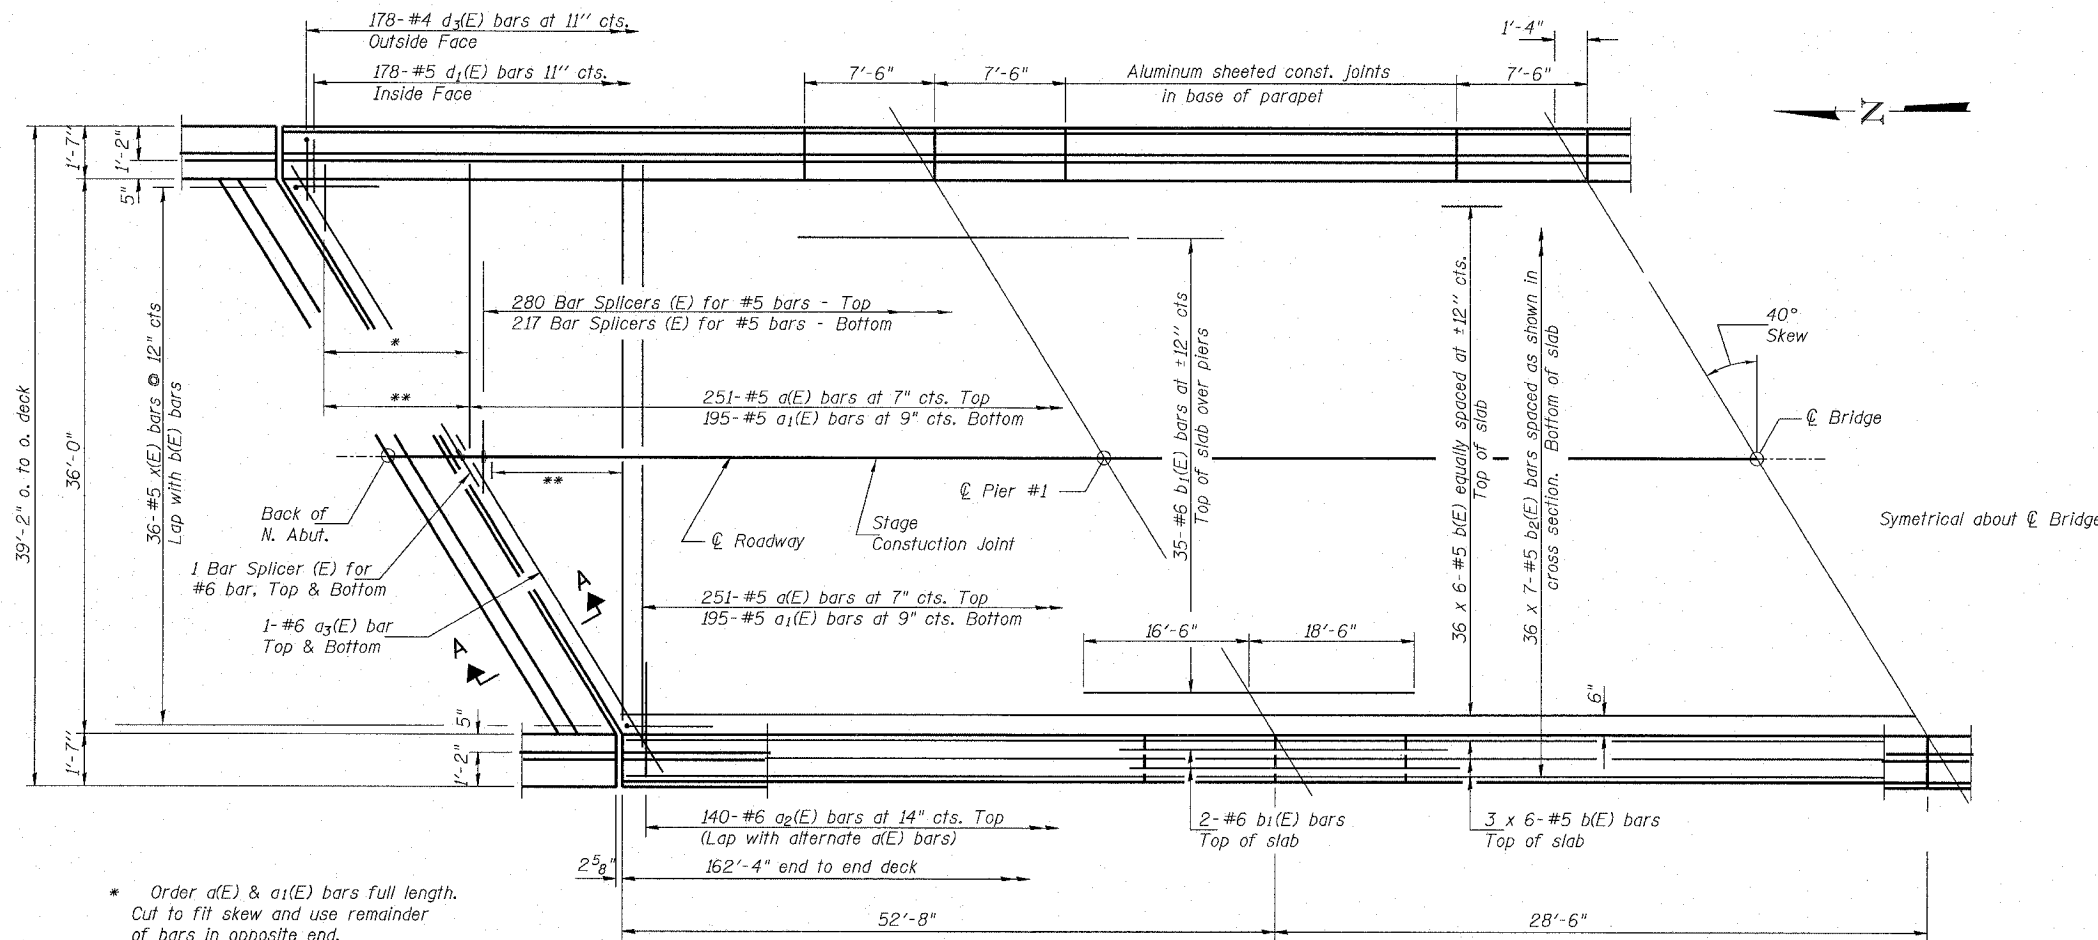 178-#4 d3(E) bars at 11" cts.
Outside Face
178-#5 d1(E) bars 11" cts.
Inside Face
7'-6"
7'-6"
Aluminum sheeted const. joints
in base of parapet
7'-6"
1'-4"
N
1'-7"
1'-2"
5"
39'-2" o. to o. deck
36'-0"
36-#5 x(E) bars @ 12" cts
Lap with b(E) bars
280 Bar Splicers (E) for #5 bars - Top
217 Bar Splicers (E) for #5 bars - Bottom
*
**
251-#5 a(E) bars at 7" cts. Top
195-#5 a1(E) bars at 9" cts. Bottom
35-#6 b1(E) bars at ±12" cts
Top of slab over piers
36 x 6-#5 b(E) equally spaced at ±12" cts.
Top of slab
36 x 7-#5 b2(E) bars spaced as shown in
cross section. Bottom of slab
40°
Skew
℄ Bridge
**
℄ Pier #1
Back of
N. Abut.
℄ Roadway
Stage
Constuction Joint
Symetrical about ℄ Bridge
1 Bar Splicer (E) for
#6 bar, Top & Bottom
A
251-#5 a(E) bars at 7" cts. Top
195-#5 a1(E) bars at 9" cts. Bottom
1-#6 a3(E) bar
Top & Bottom
A
16'-6"
18'-6"
6"
5"
1'-7"
1'-2"
140-#6 a2(E) bars at 14" cts. Top
(Lap with alternate a(E) bars)
2-#6 b1(E) bars
Top of slab
3 x 6-#5 b(E) bars
Top of slab
2 5/8"
162'-4" end to end deck
* Order a(E) & a1(E) bars full length.
Cut to fit skew and use remainder
of bars in opposite end.
52'-8"
28'-6"